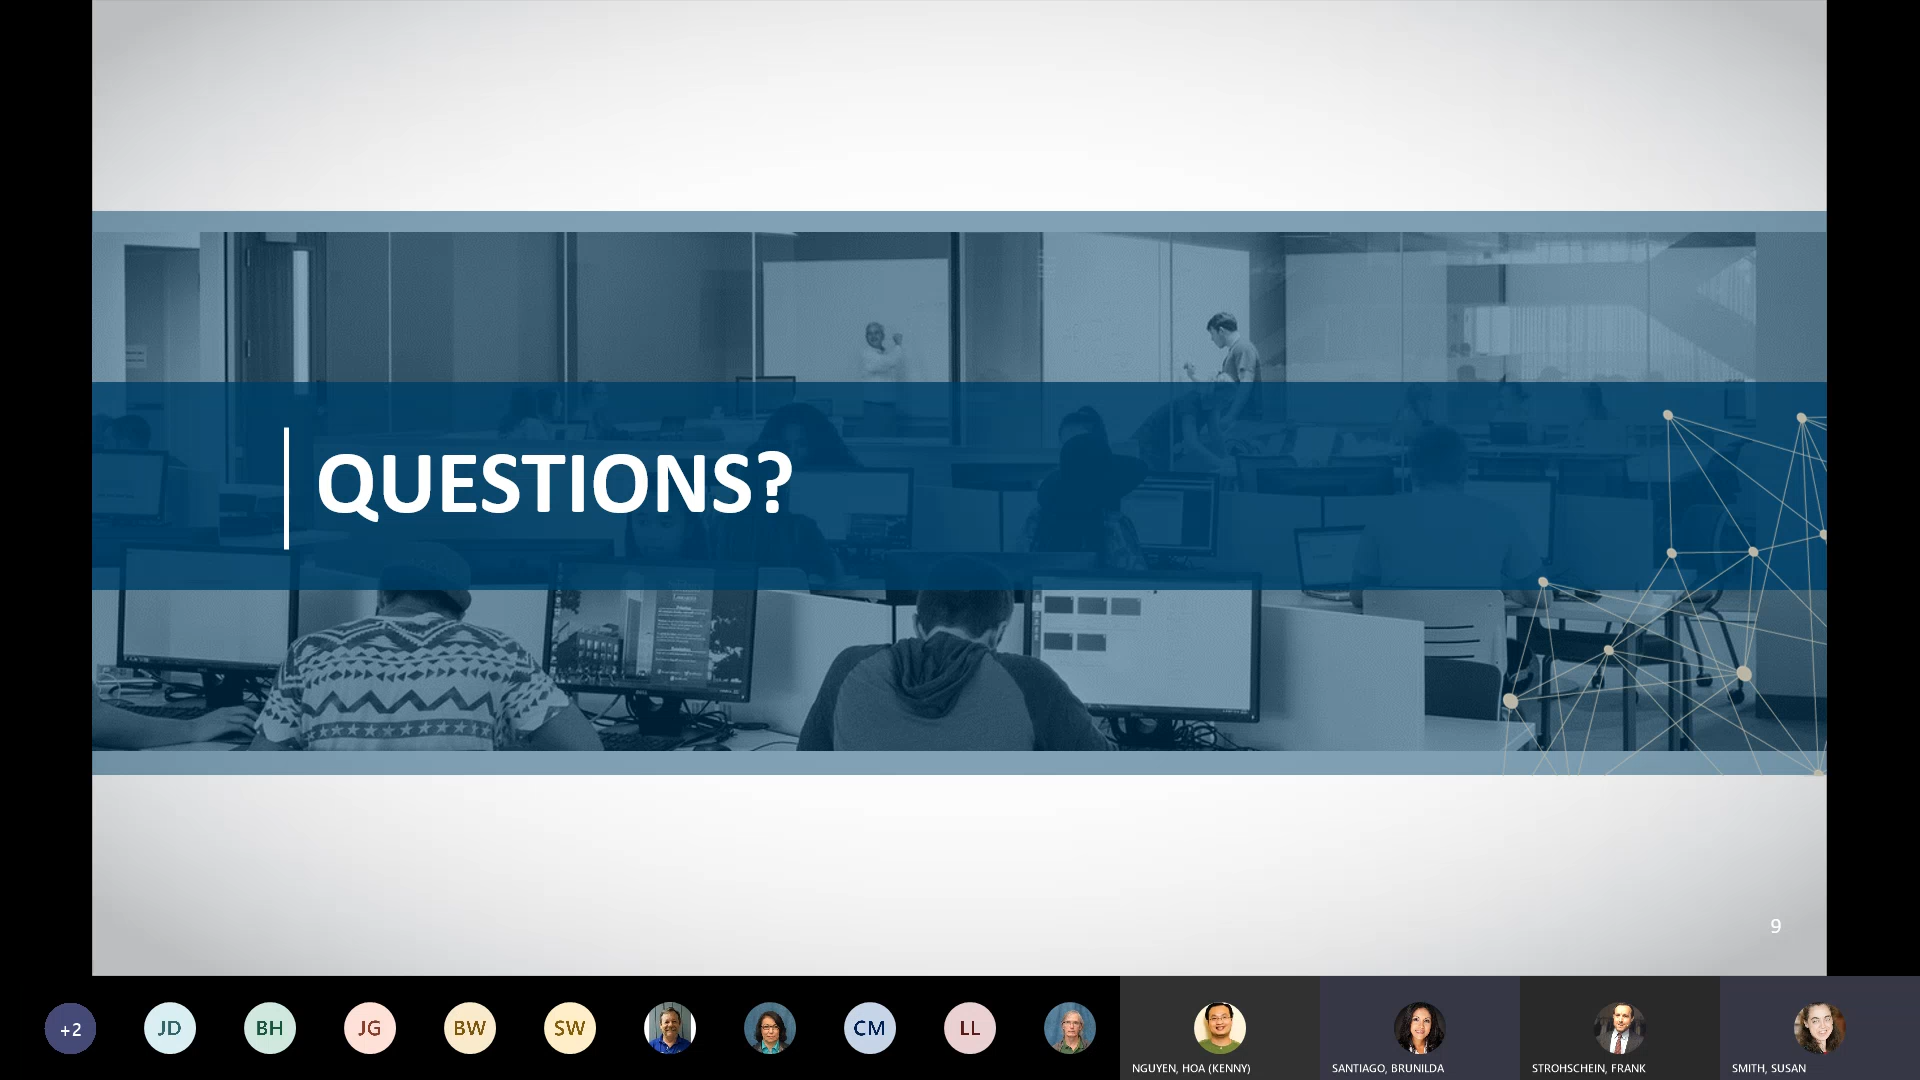 QUESTIONS?
9
+2
JD
BH
JG
BW
SW
CM
LL
NGUYEN, HOA (KENNY)
SANTIAGO, BRUNILDA
STROHSCHEIN, FRANK
SMITH, SUSAN